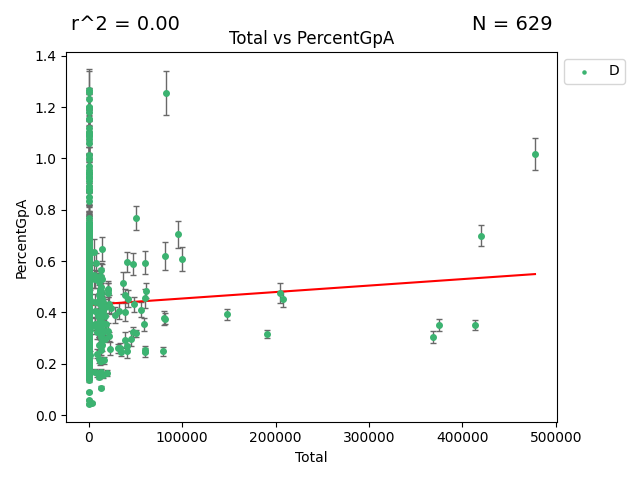 r^2 = 0.00
N = 629
Total vs PercentGpA
D
PercentGpA
1.4
1.2
1.0
0.8
0.6
0.4
0.2
0.0
0
100000
200000
300000
400000
500000
Total